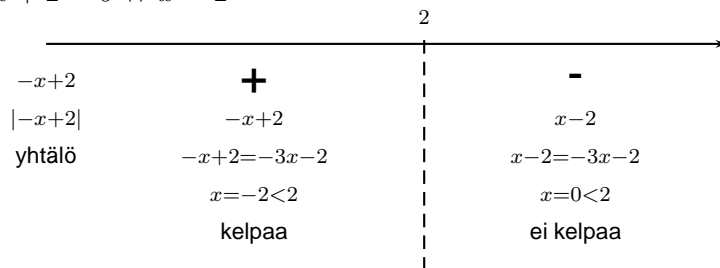 2
−x+2 + -
|−x+2| −x+2 x−2
yhtälö −x+2=−3x−2 x−2=−3x−2
x=−2<2 x=0<2
kelpaa ei kelpaa